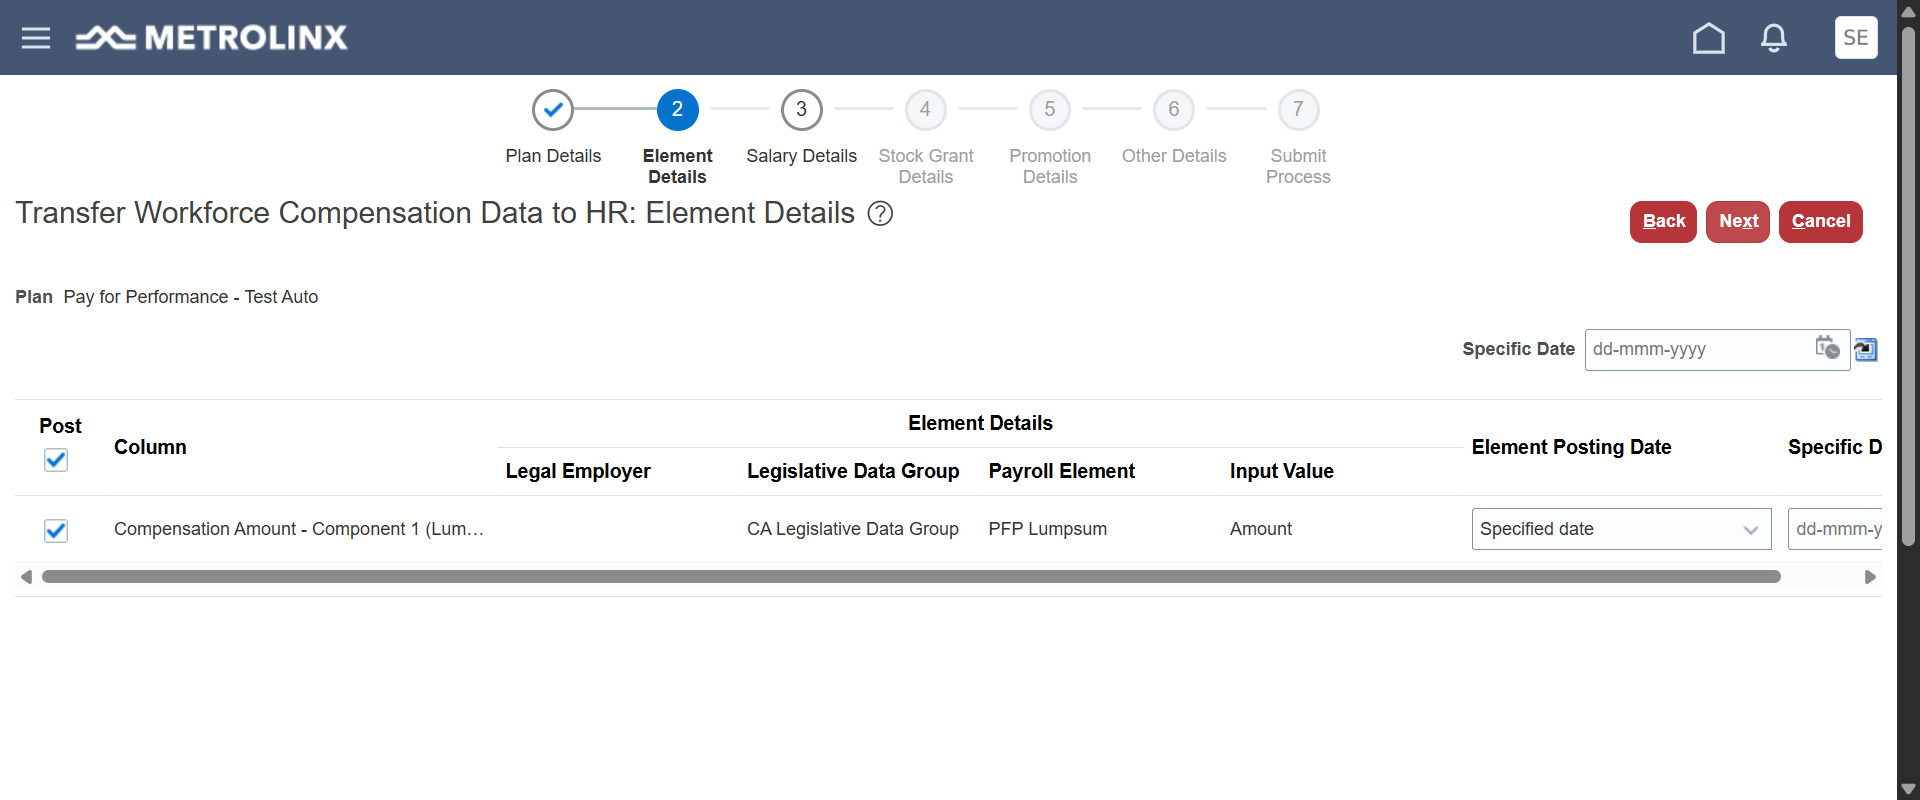 METROLINX
SE
2
3
4
5
6
7
Plan Details
Element
Details
Salary Details
Stock Grant
Details
Promotion
Details
Other Details
Submit
Process
Transfer Workforce Compensation Data to HR: Element Details ?
Back
Next
Cancel
Plan Pay for Performance - Test Auto
Specific Date dd-mmm-yyyy
Post
Column
Element Details
Legal Employer
Legislative Data Group
Payroll Element
Input Value
Element Posting Date
Specific D
Compensation Amount - Component 1 (Lum…
CA Legislative Data Group
PFP Lumpsum
Amount
Specified date
dd-mmm-y